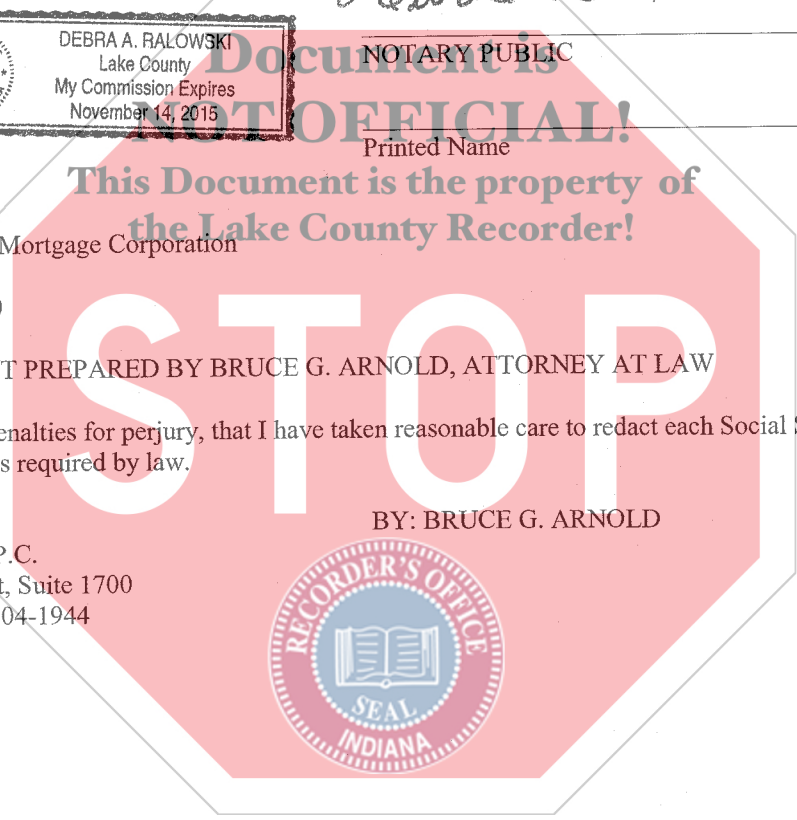 DEBRA A. RALOWSKI
Lake County
My Commission Expires
November 14, 2015
Document is
NOTARY PUBLIC
NOT OFFICIAL!
Printed Name
This Document is the property of
the Lake County Recorder!
Mortgage Corporation
STOP
T PREPARED BY BRUCE G. ARNOLD, ATTORNEY AT LAW
enalties for perjury, that I have taken reasonable care to redact each Social S
s required by law.
BY: BRUCE G. ARNOLD
P.C.
t, Suite 1700
04-1944
RECORDER'S OFFICE
SEAL
INDIANA